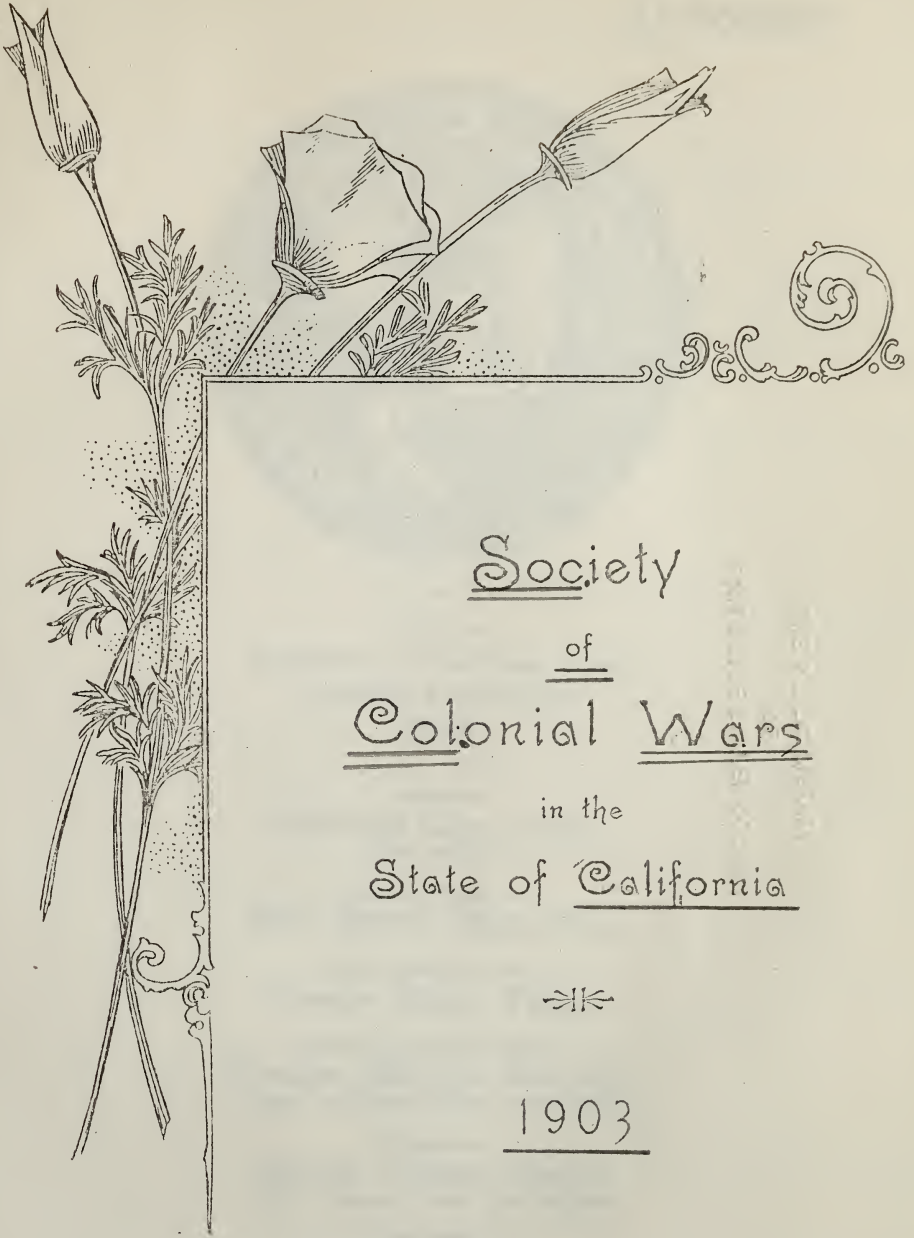 Society
of
Colonial Wars
in the
State of California
1903